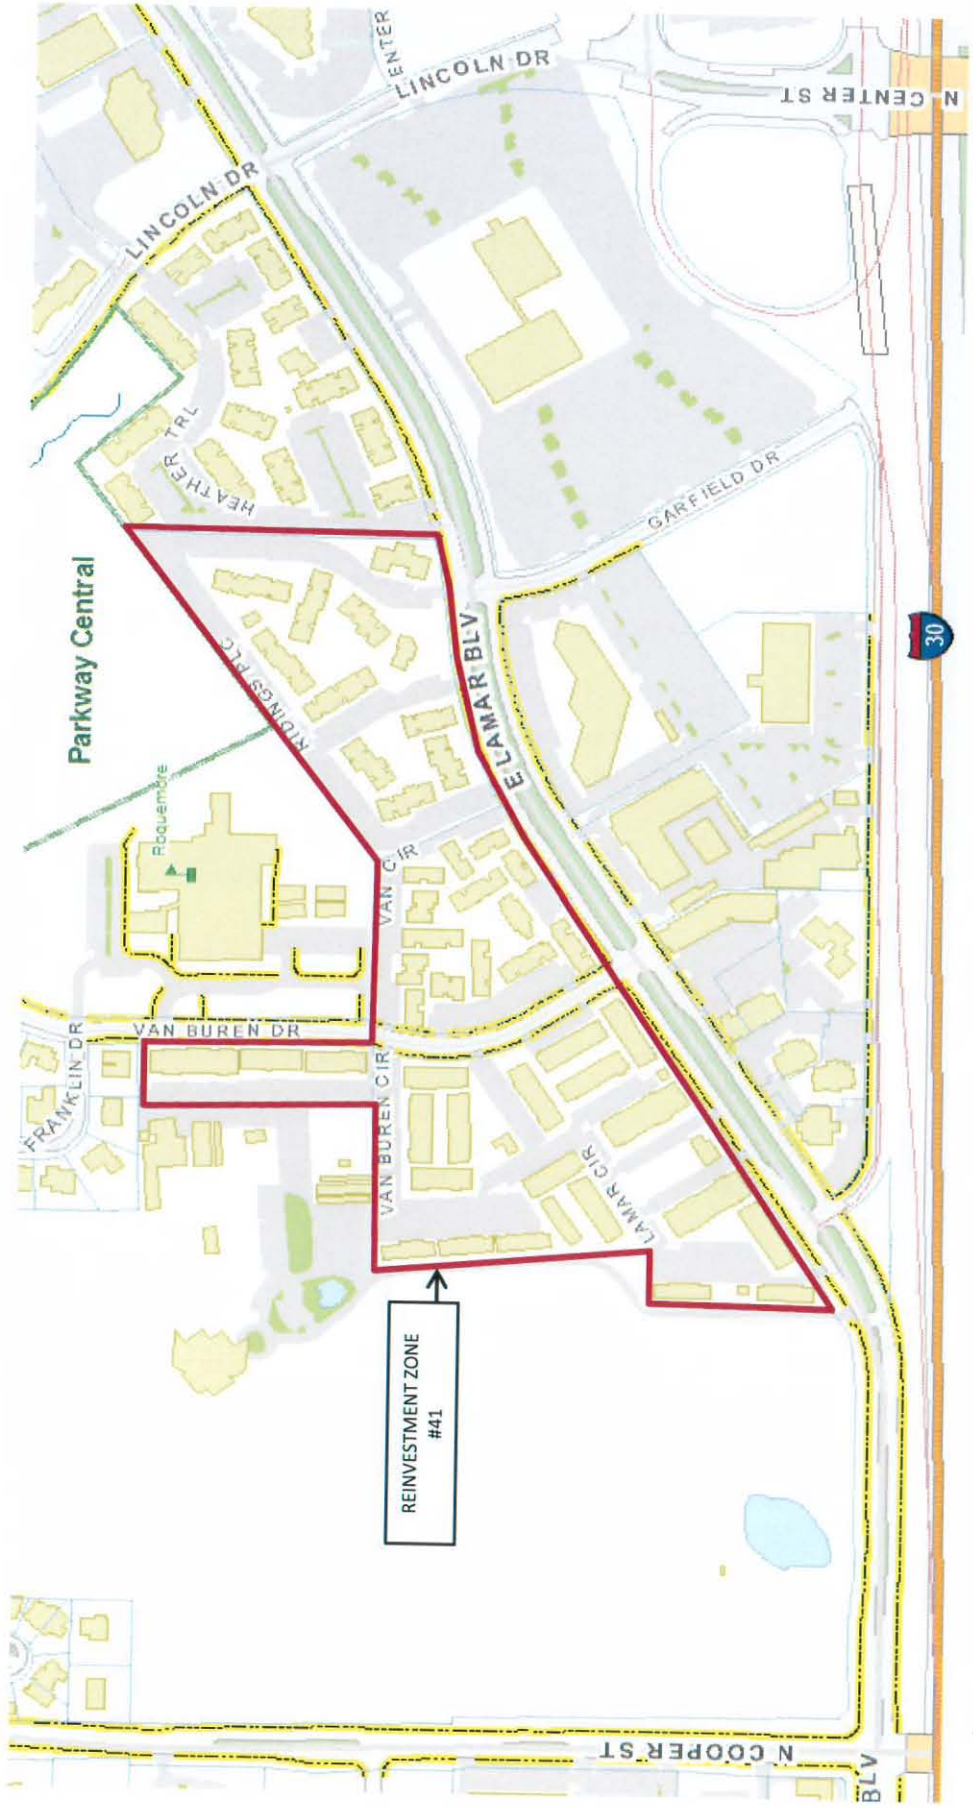 Parkway Central
Roquemore
FRANKLIN DR
VAN BUREN DR
VAN BUREN CIR
VAN CIR
RIDINGS PLC
HEATHER TRL
LINCOLN DR
ENTER
LINCOLN DR
N CENTER ST
E LAMAR BLV
GARFIELD DR
LAMAR CIR
REINVESTMENT ZONE
#41
30
N COOPER ST
BLV